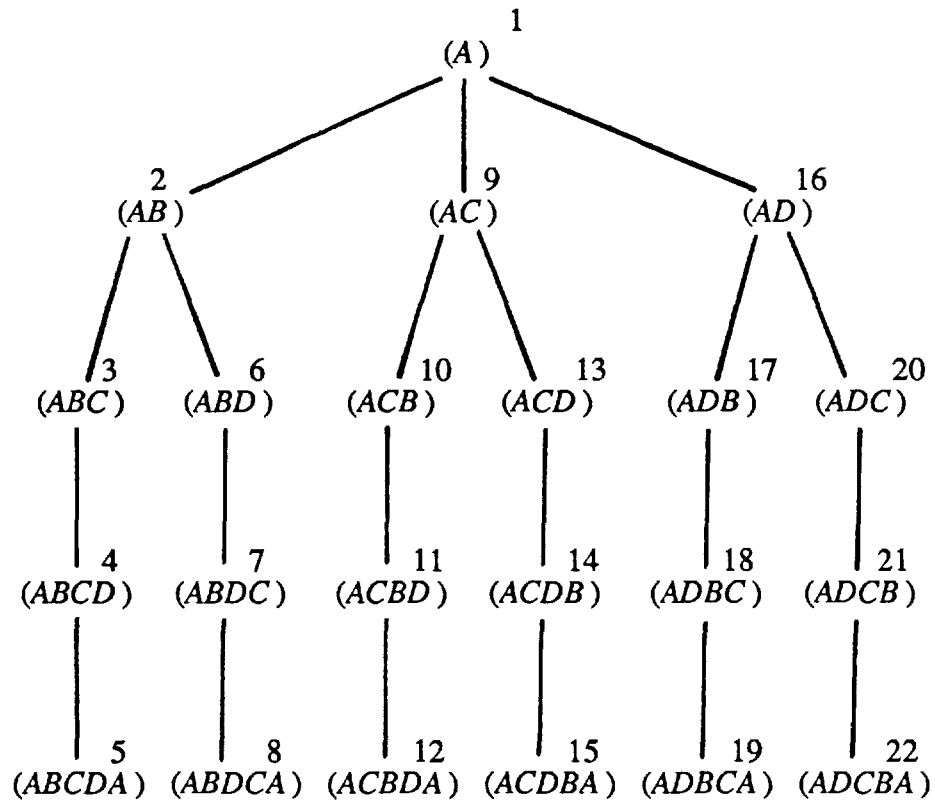 1
(A)
2 9 16
(AB) (AC) (AD)
3 6 10 13 17 20
(ABC) (ABD) (ACB) (ACD) (ADB) (ADC)
4 7 11 14 18 21
(ABCD) (ABDC) (ACBD) (ACDB) (ADBC) (ADCB)
5 8 12 15 19 22
(ABCDA) (ABDCA) (ACBDA) (ACDBA) (ADBCA) (ADCBA)